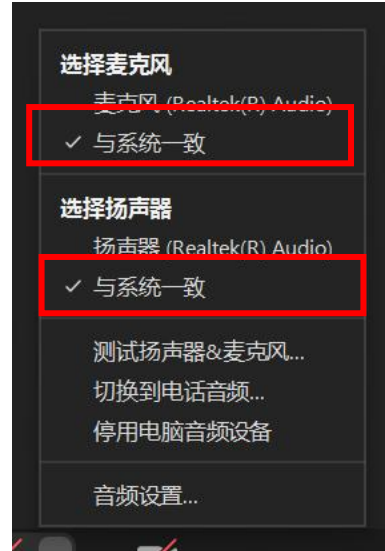 选择麦克风
麦克风 (Realtek(R) Audio)
✓ 与系统一致
选择扬声器
扬声器 (Realtek(R) Audio)
✓ 与系统一致
测试扬声器&麦克风...
切换到电话音频...
停用电脑音频设备
音频设置...